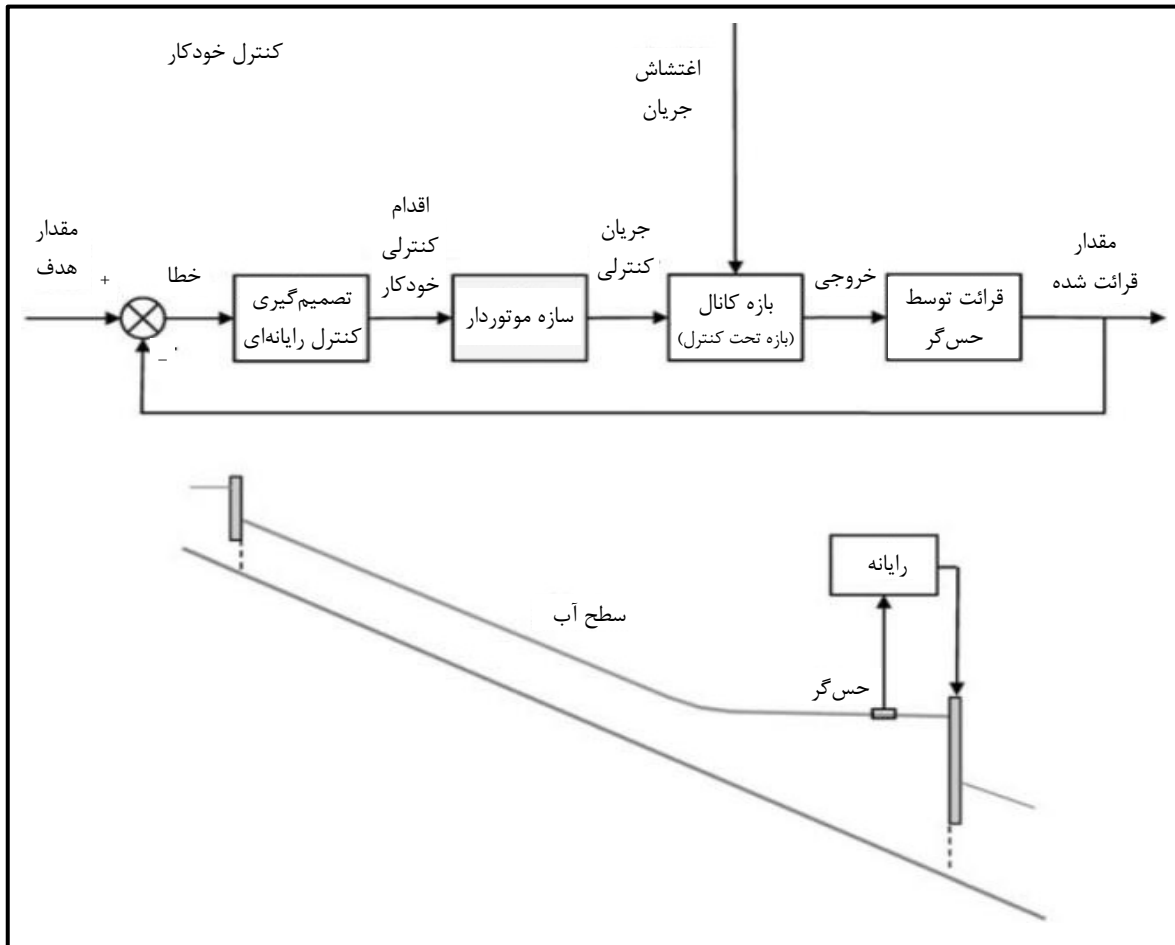 کنترل خودکار
اغتشاش
جریان
مقدار
هدف
+
_
خطا
تصمیم‌گیری
کنترل رایانه‌ای
اقدام
کنترلی
خودکار
سازه موتوردار
جریان
کنترلی
بازه کانال
(بازه تحت کنترل)
خروجی
قرائت توسط
حس‌گر
مقدار
قرائت شده
رایانه
سطح آب
حس‌گر